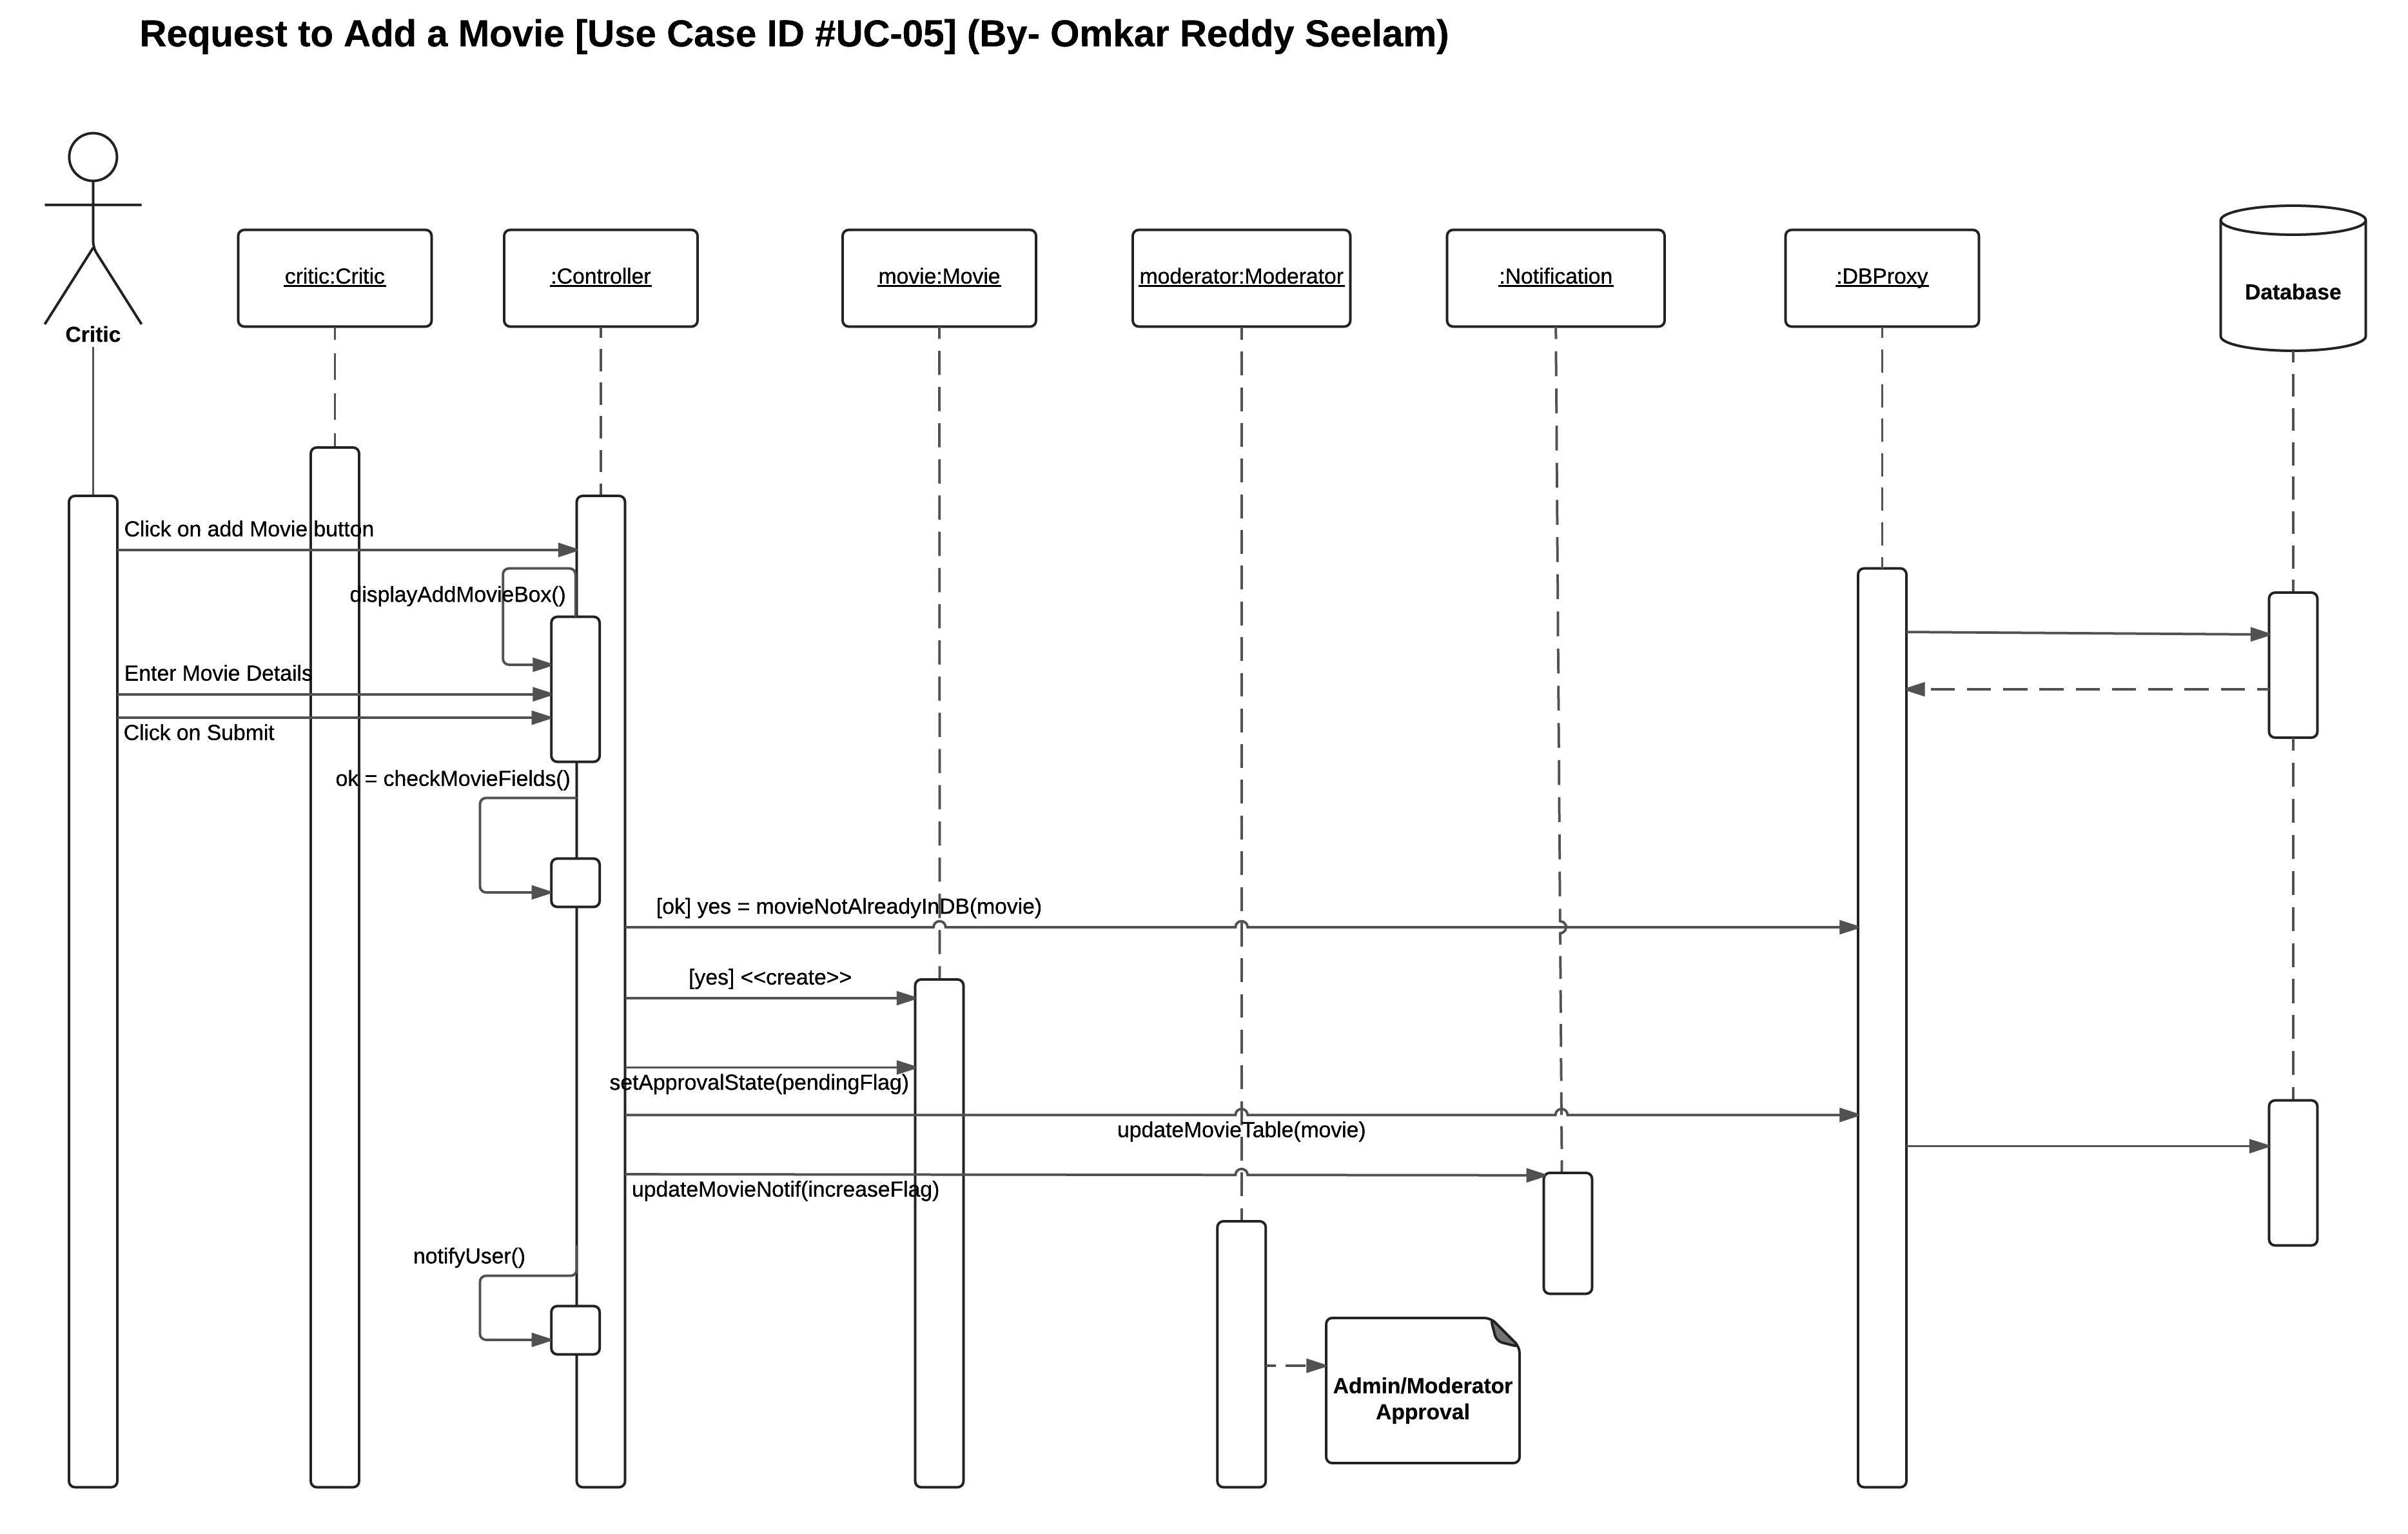 Request to Add a Movie [Use Case ID #UC-05] (By- Omkar Reddy Seelam)
Critic
critic:Critic
:Controller
movie:Movie
moderator:Moderator
:Notification
:DBProxy
Database
Click on add Movie button
displayAddMovieBox()
Enter Movie Details
Click on Submit
ok = checkMovieFields()
[ok] yes = movieNotAlreadyInDB(movie)
[yes] <<create>>
setApprovalState(pendingFlag)
updateMovieTable(movie)
updateMovieNotif(increaseFlag)
notifyUser()
Admin/Moderator
Approval